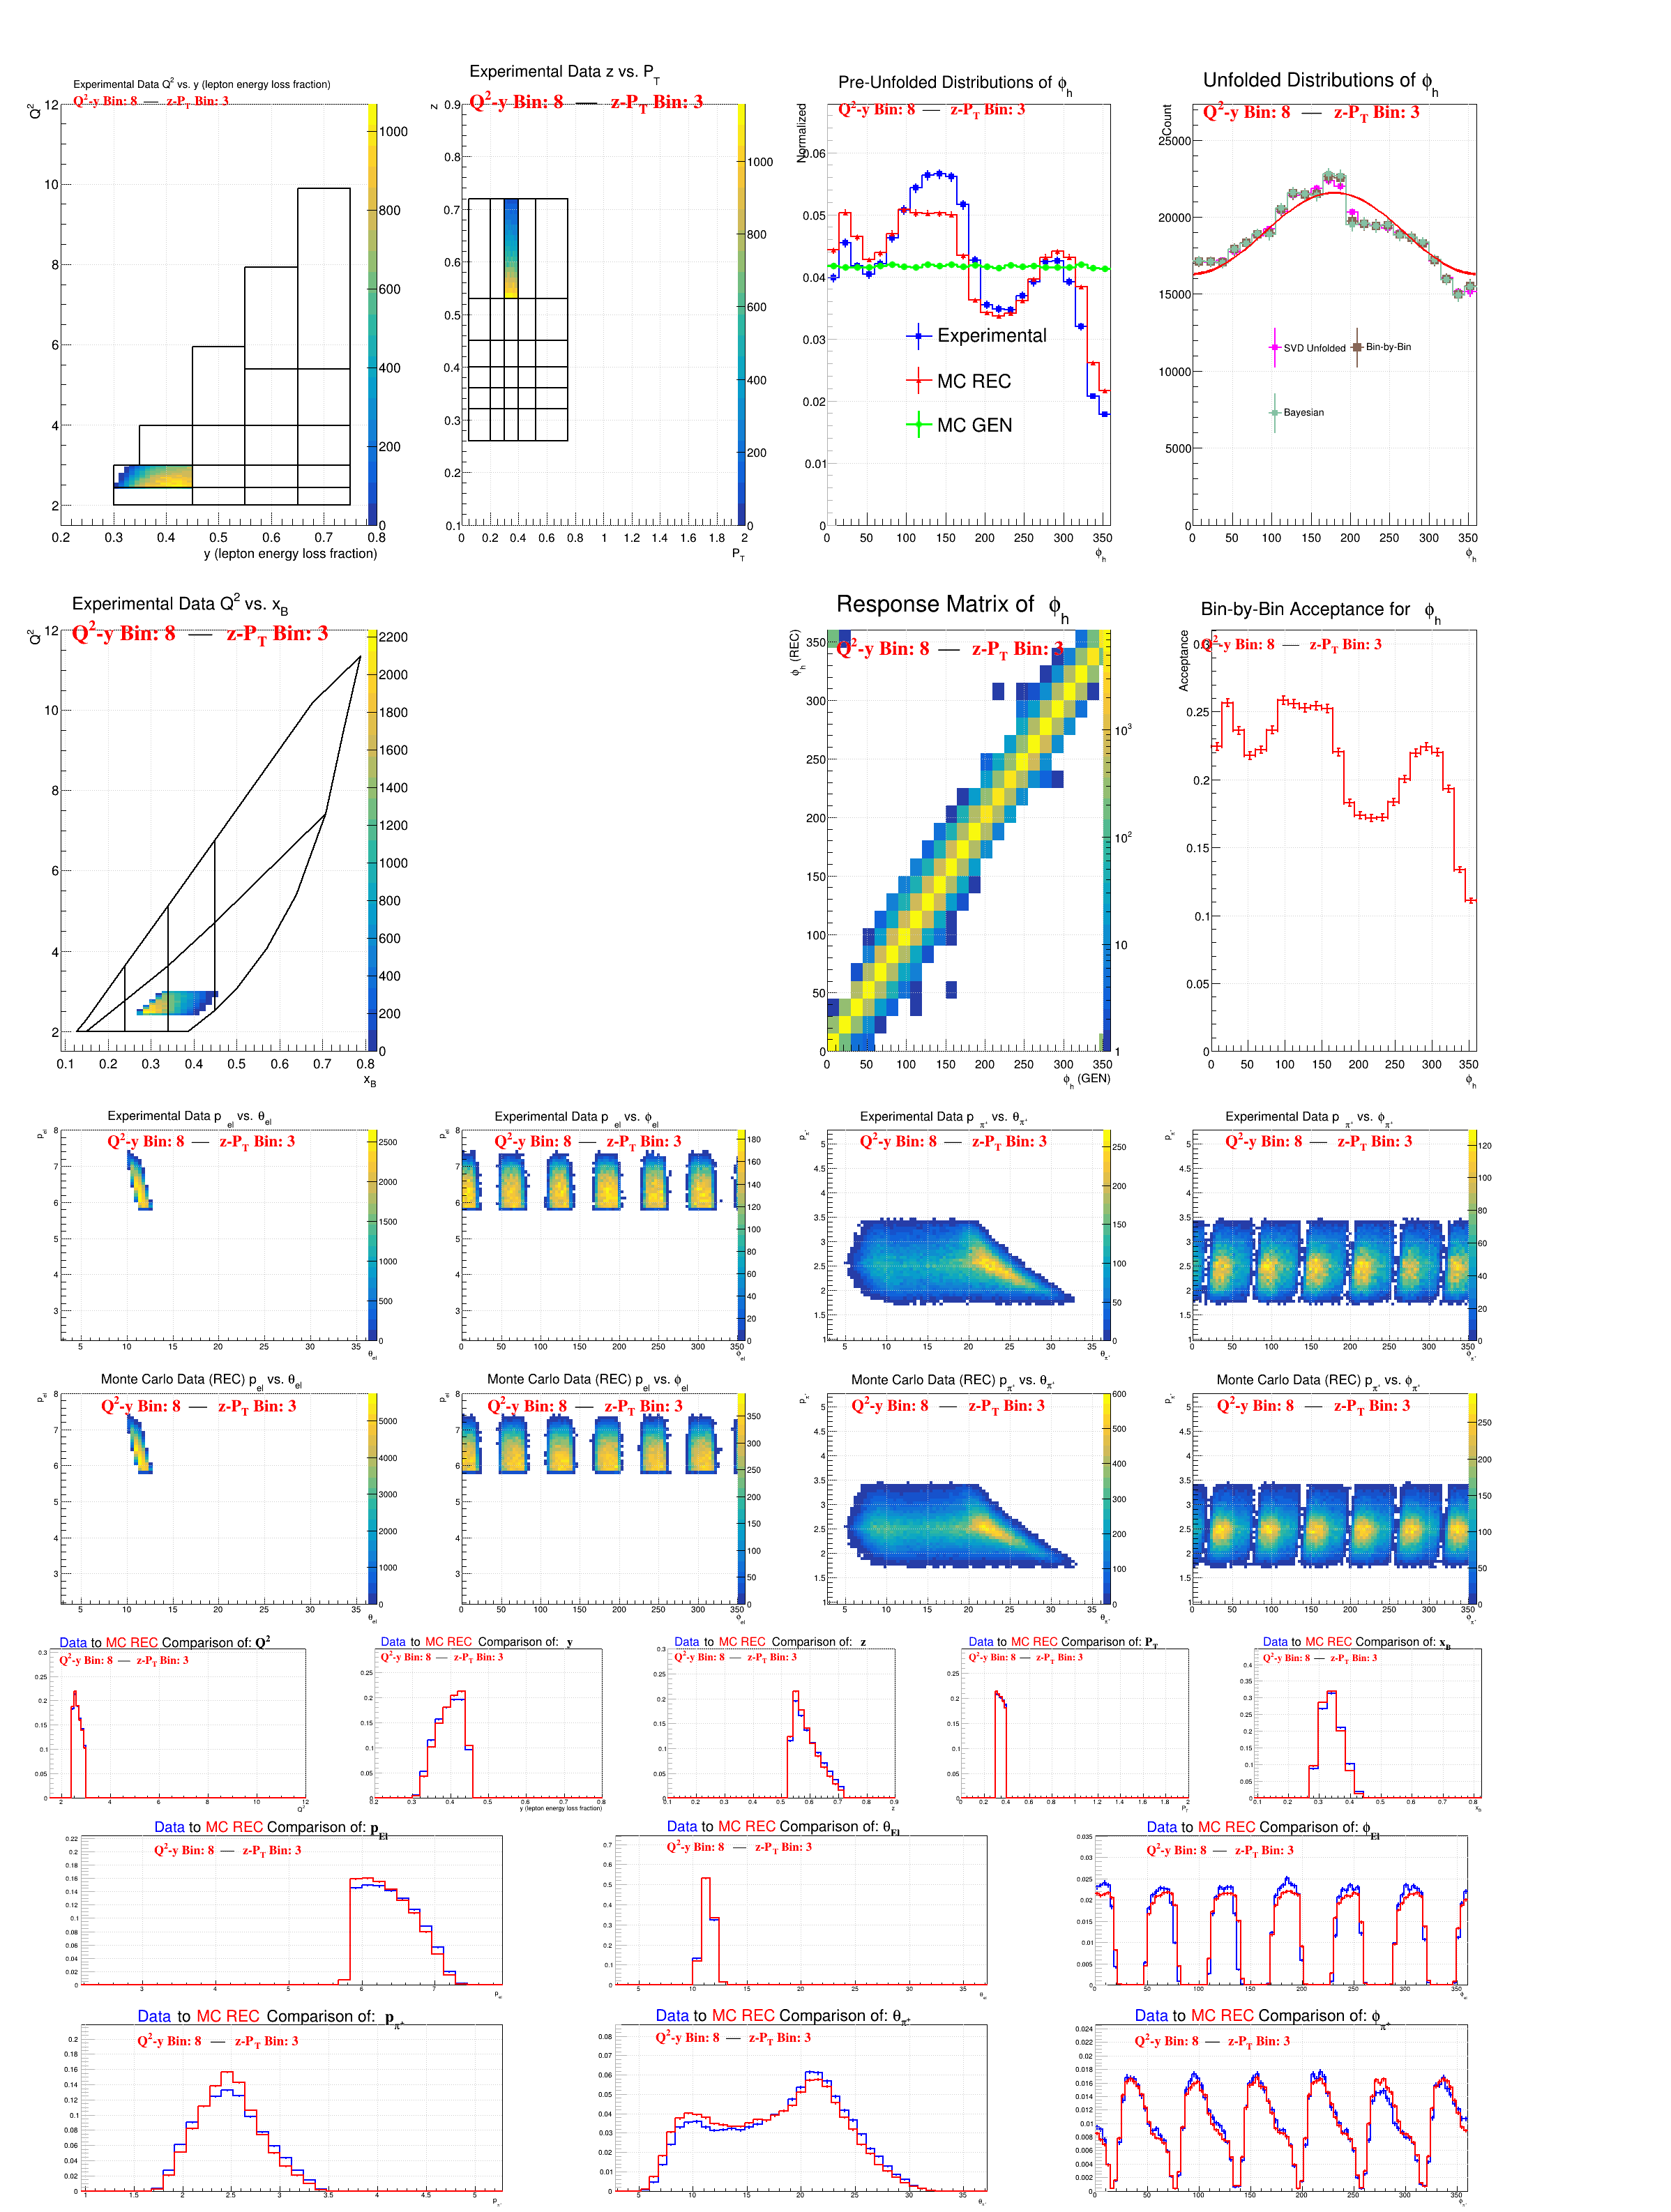 Experimental Data Q² vs. y (lepton energy loss fraction)
Q²-y Bin: 8 — z-P_T Bin: 3
Q²
y (lepton energy loss fraction)
Experimental Data z vs. P_T
Q²-y Bin: 8 — z-P_T Bin: 3
z
P_T
Pre-Unfolded Distributions of ϕ_h
Q²-y Bin: 8 — z-P_T Bin: 3
Normalized
Experimental
MC REC
MC GEN
ϕ_h
Unfolded Distributions of ϕ_h
Q²-y Bin: 8 — z-P_T Bin: 3
Count
SVD Unfolded
Bin-by-Bin
Bayesian
ϕ_h
Experimental Data Q² vs. x_B
Q²-y Bin: 8 — z-P_T Bin: 3
Q²
x_B
Response Matrix of ϕ_h
Q²-y Bin: 8 — z-P_T Bin: 3
ϕ_h (REC)
ϕ_h (GEN)
Bin-by-Bin Acceptance for ϕ_h
Q²-y Bin: 8 — z-P_T Bin: 3
Acceptance
ϕ_h
Experimental Data p_el vs. θ_el
Q²-y Bin: 8 — z-P_T Bin: 3
Experimental Data p_el vs. ϕ_el
Q²-y Bin: 8 — z-P_T Bin: 3
Experimental Data p_π⁺ vs. θ_π⁺
Q²-y Bin: 8 — z-P_T Bin: 3
Experimental Data p_π⁺ vs. ϕ_π⁺
Q²-y Bin: 8 — z-P_T Bin: 3
Monte Carlo Data (REC) p_el vs. θ_el
Q²-y Bin: 8 — z-P_T Bin: 3
Monte Carlo Data (REC) p_el vs. ϕ_el
Q²-y Bin: 8 — z-P_T Bin: 3
Monte Carlo Data (REC) p_π⁺ vs. θ_π⁺
Q²-y Bin: 8 — z-P_T Bin: 3
Monte Carlo Data (REC) p_π⁺ vs. ϕ_π⁺
Q²-y Bin: 8 — z-P_T Bin: 3
Data to MC REC Comparison of: Q²
Q²-y Bin: 8 — z-P_T Bin: 3
Q²
Data to MC REC Comparison of: y
Q²-y Bin: 8 — z-P_T Bin: 3
y (lepton energy loss fraction)
Data to MC REC Comparison of: z
Q²-y Bin: 8 — z-P_T Bin: 3
z
Data to MC REC Comparison of: P_T
Q²-y Bin: 8 — z-P_T Bin: 3
P_T
Data to MC REC Comparison of: x_B
Q²-y Bin: 8 — z-P_T Bin: 3
x_B
Data to MC REC Comparison of: p_El
Q²-y Bin: 8 — z-P_T Bin: 3
Data to MC REC Comparison of: θ_El
Q²-y Bin: 8 — z-P_T Bin: 3
Data to MC REC Comparison of: ϕ_El
Q²-y Bin: 8 — z-P_T Bin: 3
Data to MC REC Comparison of: p_π⁺
Q²-y Bin: 8 — z-P_T Bin: 3
Data to MC REC Comparison of: θ_π⁺
Q²-y Bin: 8 — z-P_T Bin: 3
Data to MC REC Comparison of: ϕ_π⁺
Q²-y Bin: 8 — z-P_T Bin: 3